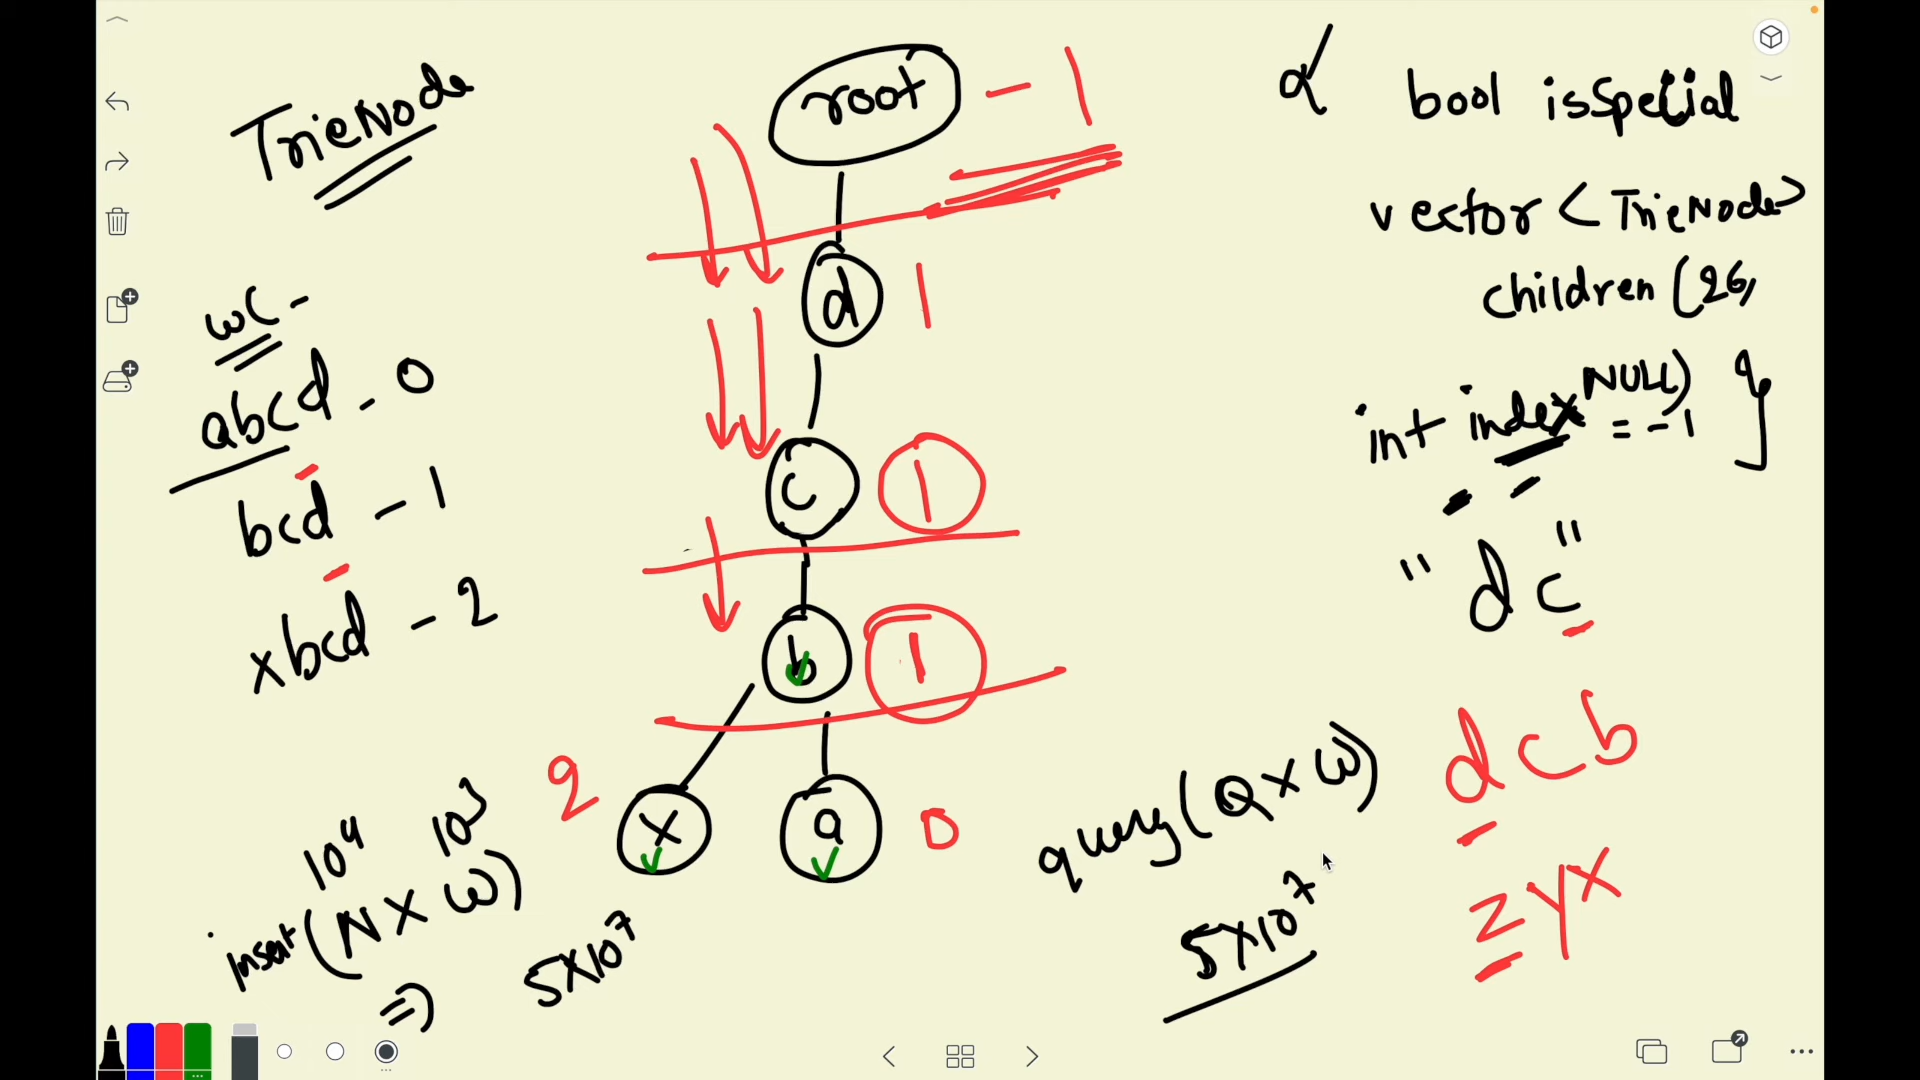 TrieNode
wC -
abcd - 0
bcd - 1
xbcd - 2
root - 1
d 1
c 1
b 1
x 2
a 0
10^4 10^3
insert (N X W)
=> 5X10^7
bool isSpecial
vector < TrieNode>
children (26,
NULL) }
int index = -1
" dc "
dcb
zyx
query (Q X W)
5X10^7